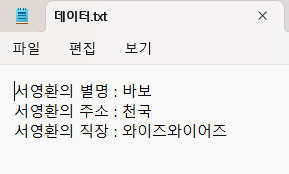 데이터.txt
파일 편집 보기
서영환의 별명 : 바보
서영환의 주소 : 천국
서영환의 직장 : 와이즈와이어즈